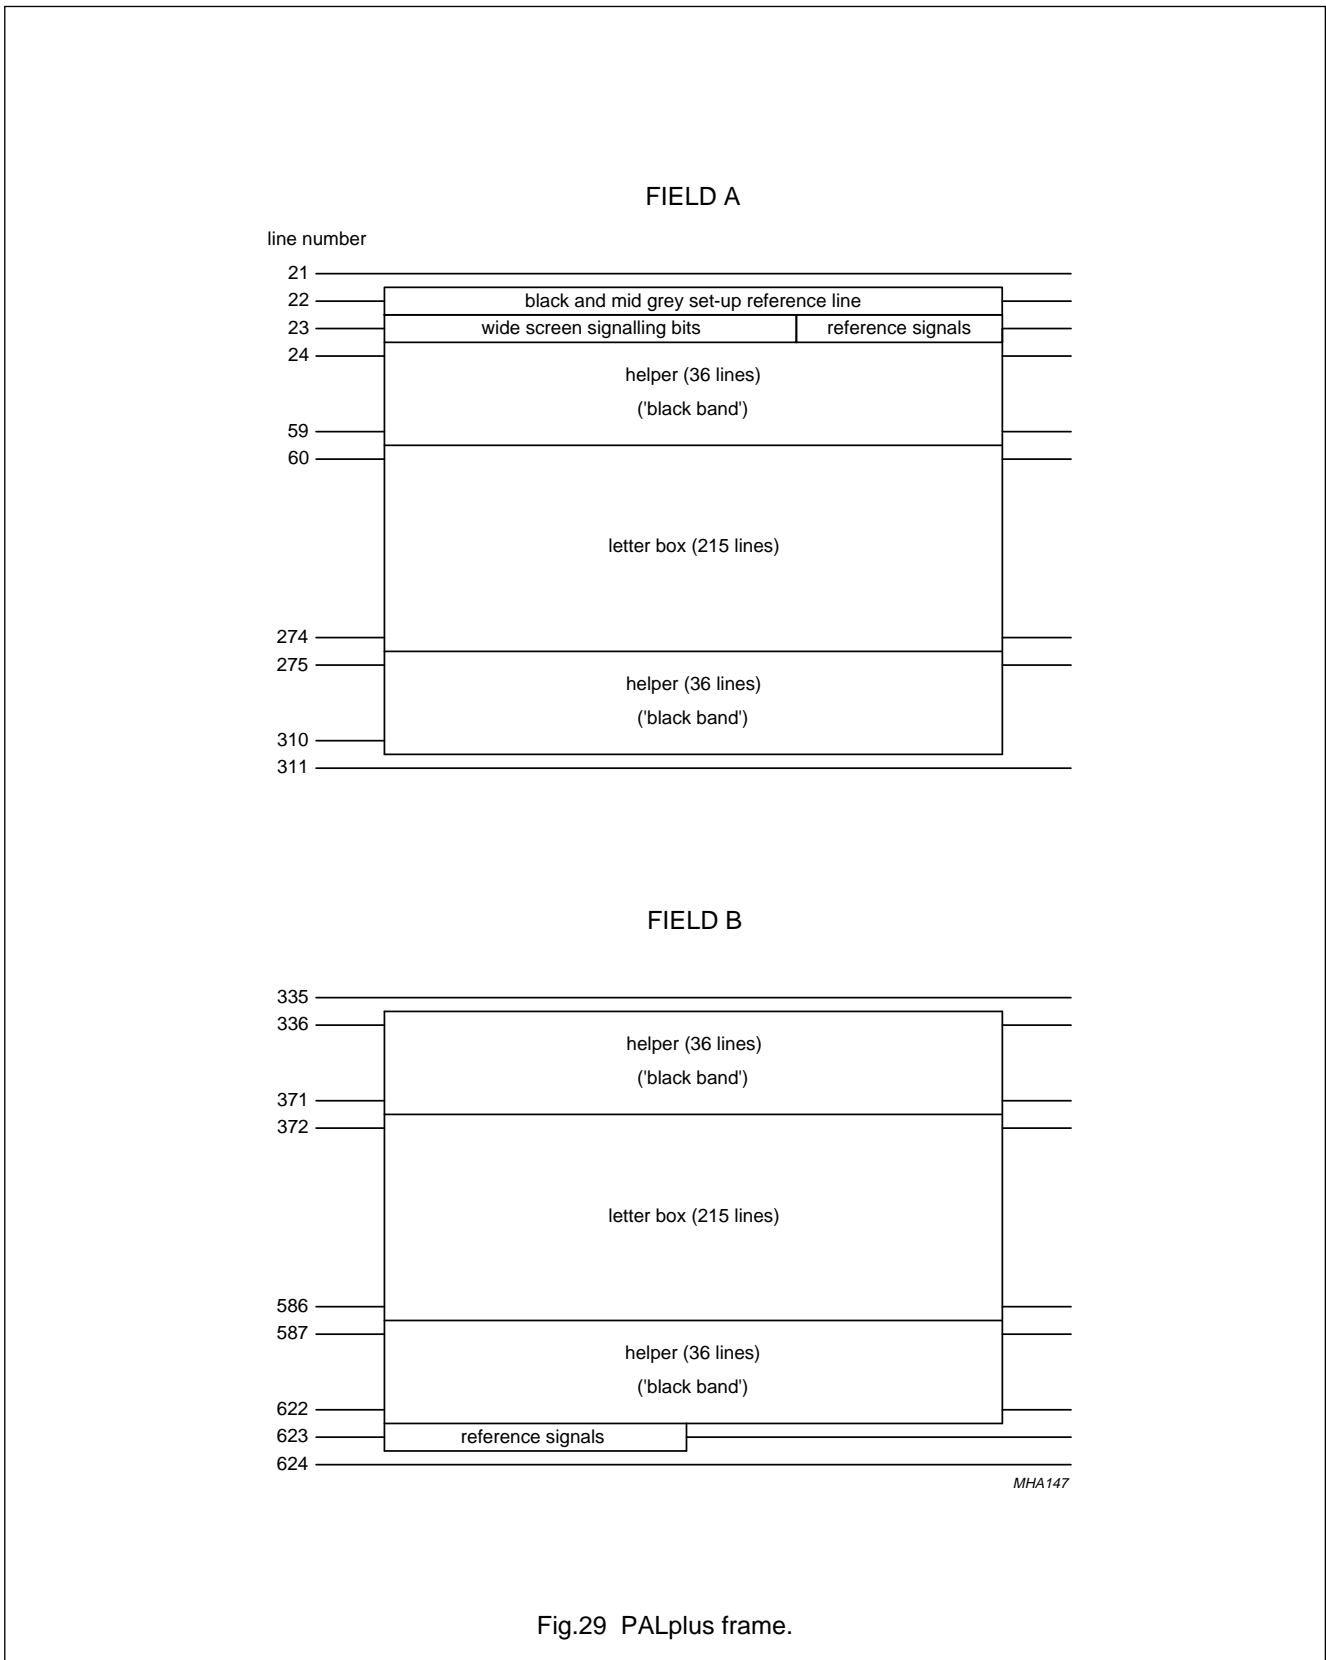 FIELD A
line number
21
22 black and mid grey set-up reference line
23 wide screen signalling bits reference signals
24
helper (36 lines)
('black band')
59
60
letter box (215 lines)
274
275
helper (36 lines)
('black band')
310
311
FIELD B
335
336
helper (36 lines)
('black band')
371
372
letter box (215 lines)
586
587
helper (36 lines)
('black band')
622
623 reference signals
624
MHA147
Fig.29 PALplus frame.